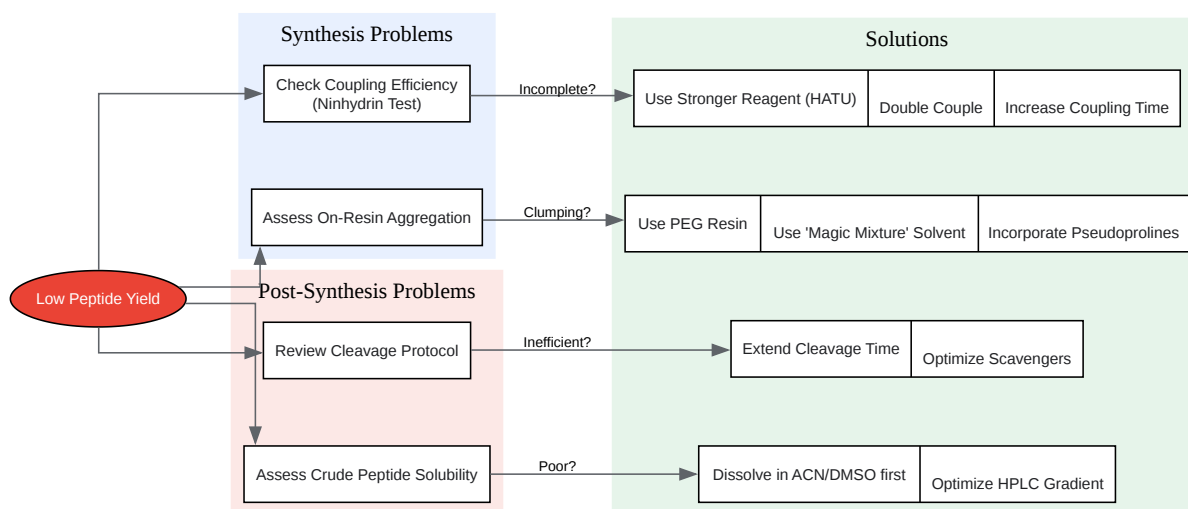 Synthesis Problems
Solutions
Check Coupling Efficiency
(Ninhydrin Test)
Incomplete?
Use Stronger Reagent (HATU)
Double Couple
Increase Coupling Time
Assess On-Resin Aggregation
Clumping?
Use PEG Resin
Use 'Magic Mixture' Solvent
Incorporate Pseudoprolines
Low Peptide Yield
Post-Synthesis Problems
Review Cleavage Protocol
Inefficient?
Extend Cleavage Time
Optimize Scavengers
Assess Crude Peptide Solubility
Poor?
Dissolve in ACN/DMSO first
Optimize HPLC Gradient